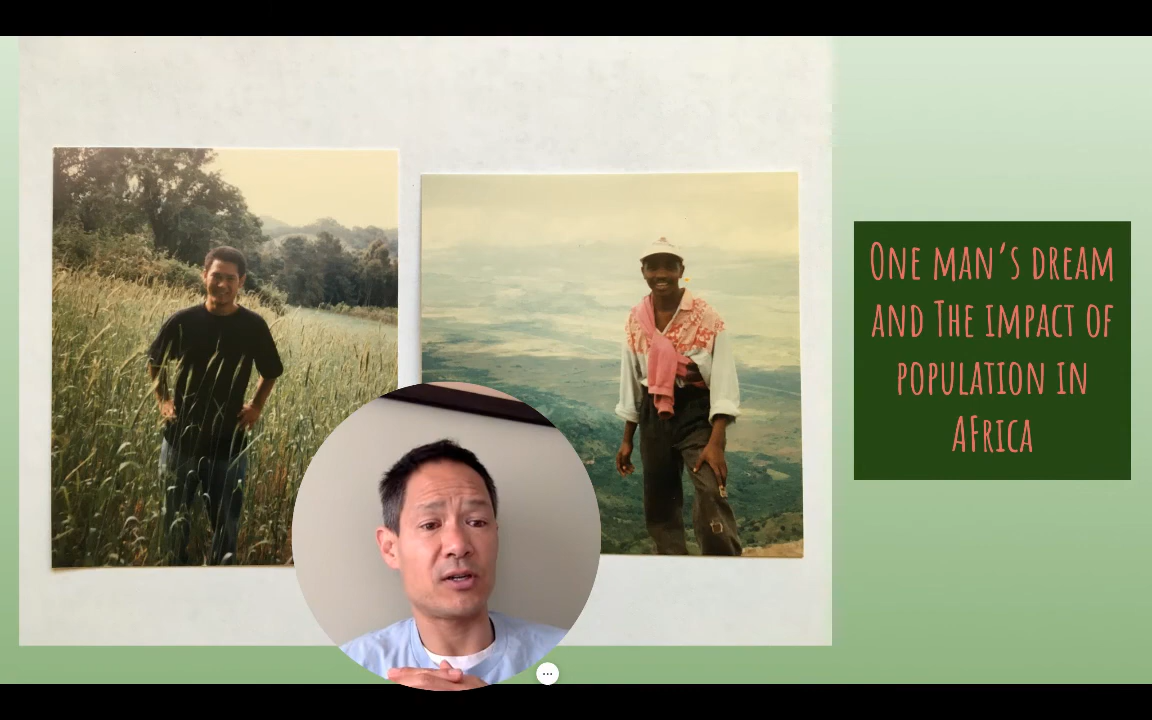 One man's dream
and The impact of
population in
AFrica